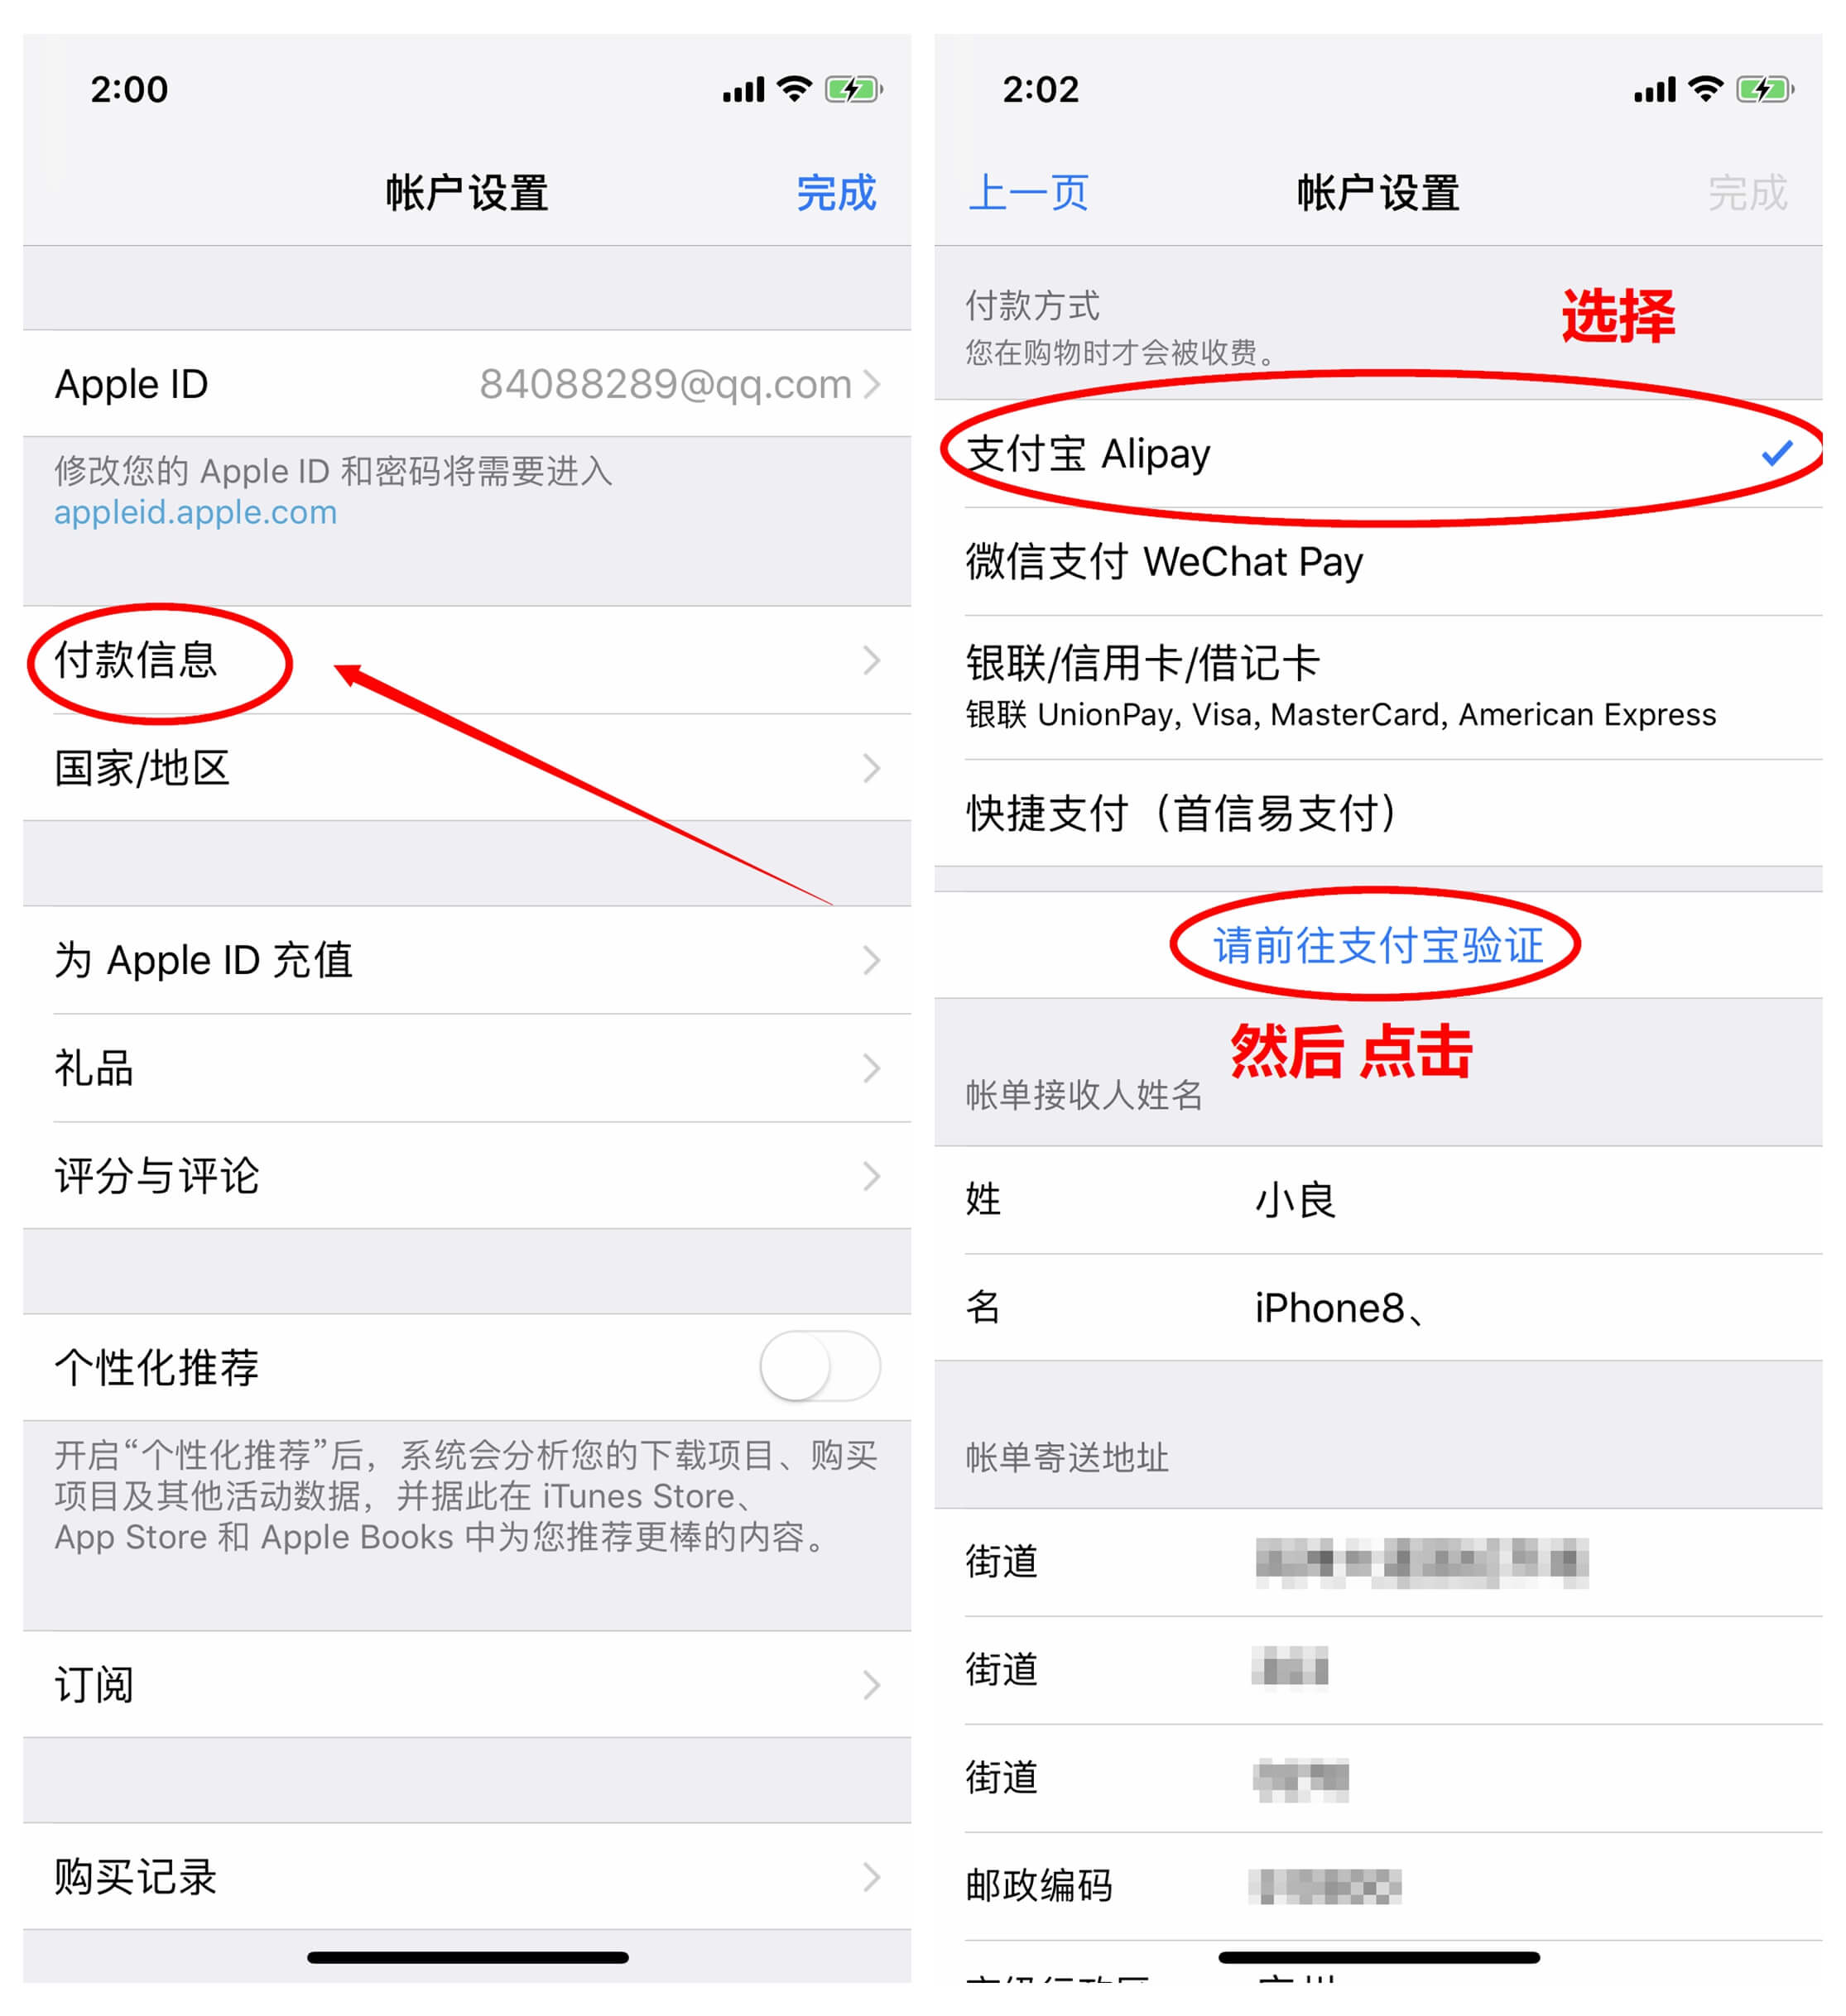 2:00
帐户设置
完成
Apple ID
84088289@qq.com
修改您的 Apple ID 和密码将需要进入
appleid.apple.com
付款信息
国家/地区
为 Apple ID 充值
礼品
评分与评论
个性化推荐
开启“个性化推荐”后，系统会分析您的下载项目、购买
项目及其他活动数据，并据此在 iTunes Store、
App Store 和 Apple Books 中为您推荐更棒的内容。
订阅
购买记录
2:02
上一页
帐户设置
完成
付款方式
选择
您在购物时才会被收费。
支付宝 Alipay
微信支付 WeChat Pay
银联/信用卡/借记卡
银联 UnionPay, Visa, MasterCard, American Express
快捷支付（首信易支付）
请前往支付宝验证
然后 点击
帐单接收人姓名
姓
小良
名
iPhone8、
帐单寄送地址
街道
街道
街道
邮政编码